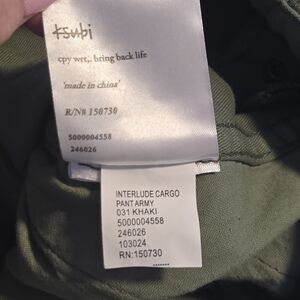 tsubi
cpy wrt,. bring back life
'made in china'
R/N# 150730
5000004558
246026
INTERLUDE CARGO
PANT ARMY
031 KHAKI
5000004558
246026
103024
RN: 150730